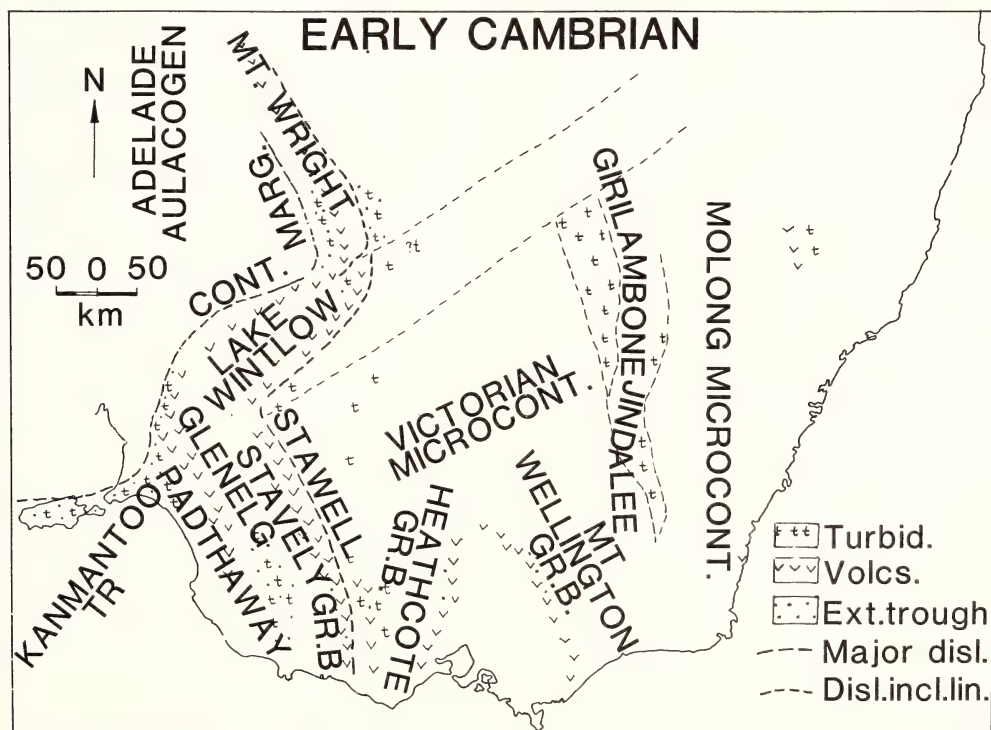 EARLY CAMBRIAN
N
ADELAIDE
AULACOGEN
MT. WRIGHT
CONT. MARG.
50 0 50
km
LAKE
WINTLOW
GIRILAMBONE
JINDALEE
MOLONG MICROCONT.
VICTORIAN
MICROCONT.
GLENELG
STAVELY GR.B
STAWELL
PADTHAWAY
KANMANTOO
TR
HEATHCOTE
GR.B.
MT
WELLINGTON
GR.B.
t
?t
ttt Turbid.
Volcs.
Ext.trough
Major disl.
Disl.incl.lin.